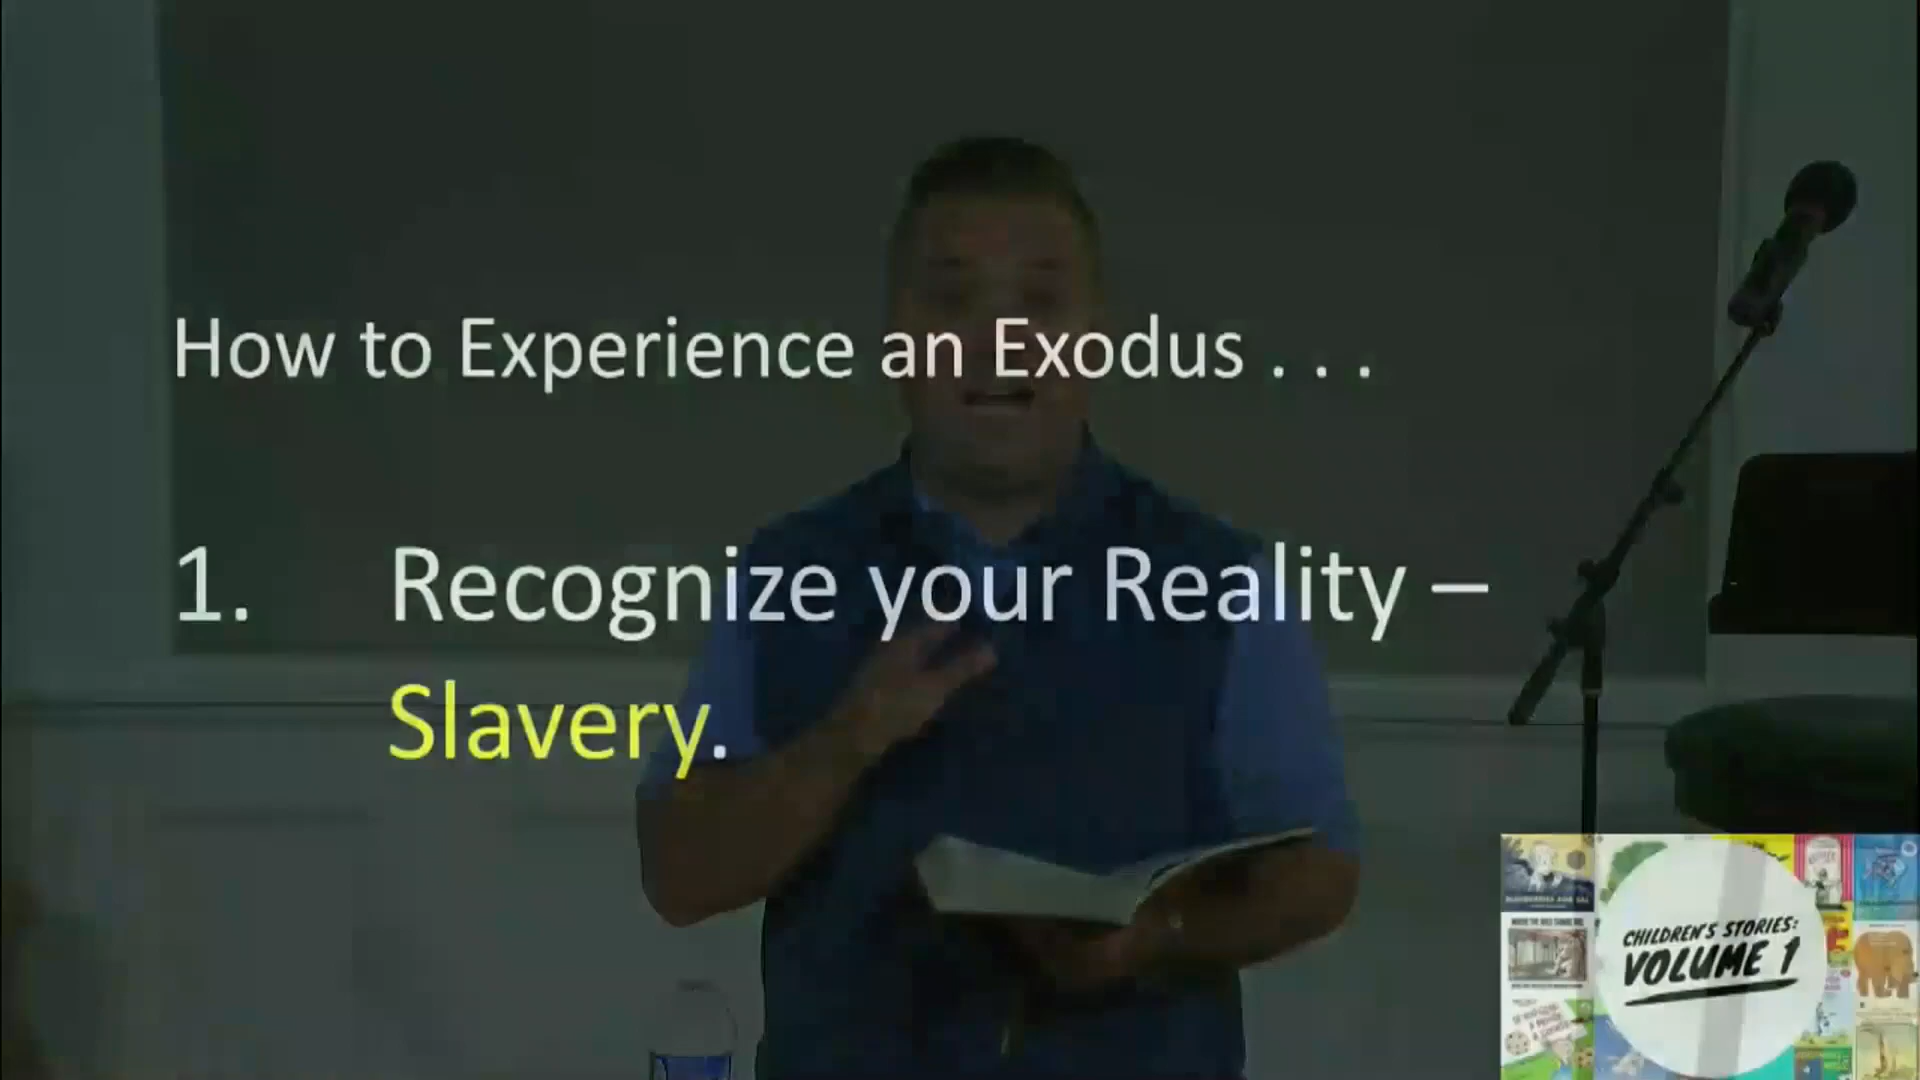 How to Experience an Exodus . . .
1. Recognize your Reality –
Slavery.
CHILDREN'S STORIES:
VOLUME 1